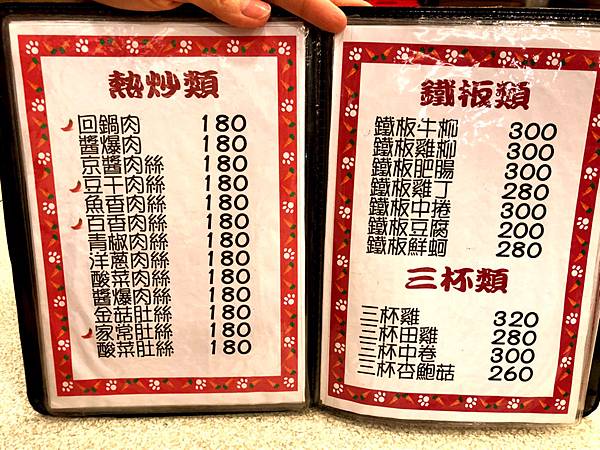 熱炒類
回鍋肉 180
醬爆肉 180
京醬肉絲 180
豆干肉絲 180
魚香肉絲 180
百香肉絲 180
青椒肉絲 180
洋蔥肉絲 180
酸菜肉絲 180
醬爆肉絲 180
金菇肚絲 180
家常肚絲 180
酸菜肚絲 180
鐵板類
鐵板牛柳 300
鐵板雞柳 300
鐵板肥腸 300
鐵板雞丁 280
鐵板中捲 300
鐵板豆腐 200
鐵板鮮蚵 280
三杯類
三杯雞 320
三杯田雞 280
三杯中卷 300
三杯杏鮑菇 260